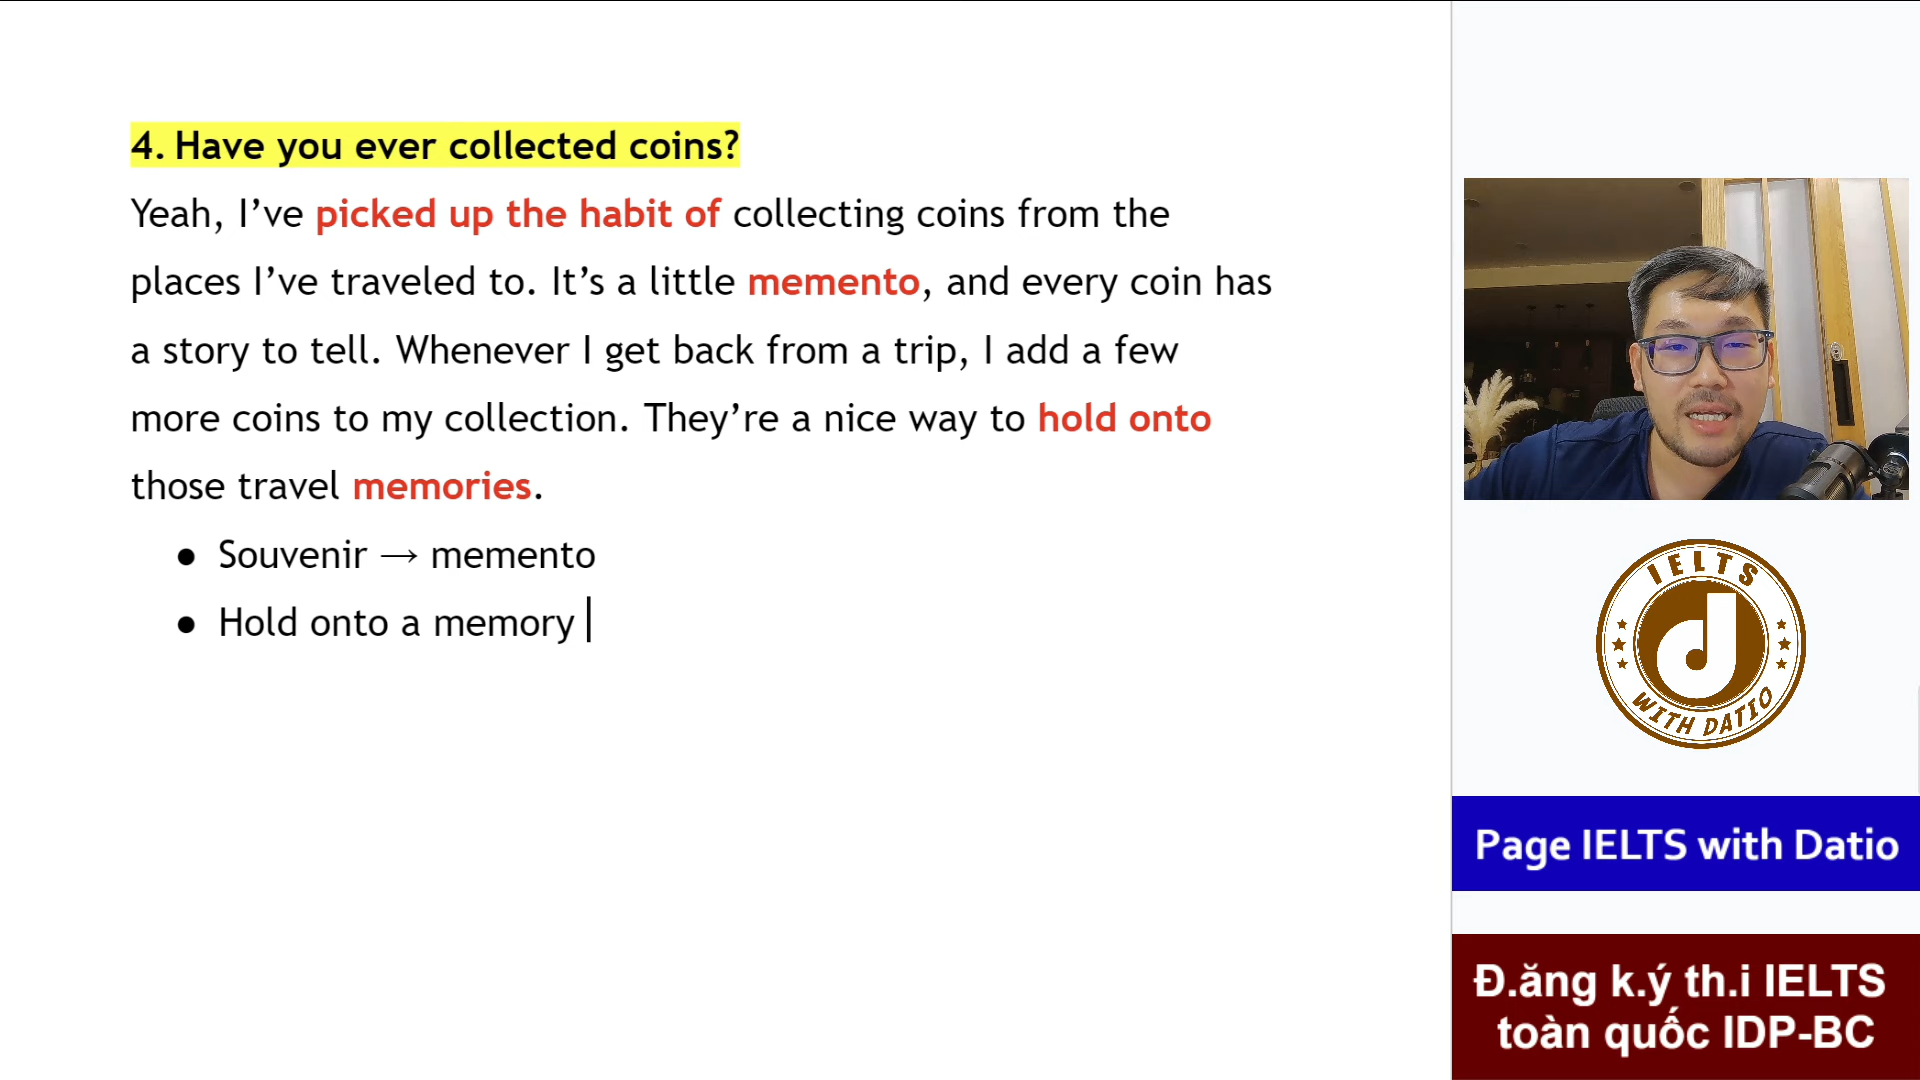 4. Have you ever collected coins?
Yeah, I’ve picked up the habit of collecting coins from the
places I’ve traveled to. It’s a little memento, and every coin has
a story to tell. Whenever I get back from a trip, I add a few
more coins to my collection. They’re a nice way to hold onto
those travel memories.
● Souvenir → memento
● Hold onto a memory
IELTS
WITH DATIO
Page IELTS with Datio
Đ.ăng k.ý th.i IELTS
toàn quốc IDP-BC